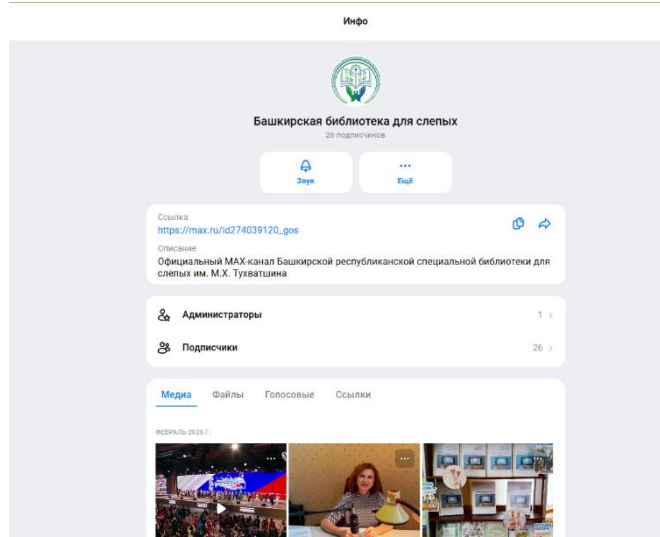 Инфо
Башкирская библиотека для слепых
26 подписчиков
Звук
Ещё
Ссылка
https://max.ru/id274039120_gos
Описание
Официальный MAX-канал Башкирской республиканской специальной библиотеки для
слепых им. М.Х. Тухватшина
Администраторы 1
Подписчики 26
Медиа Файлы Голосовые Ссылки
ФЕВРАЛЬ 2026 Г.